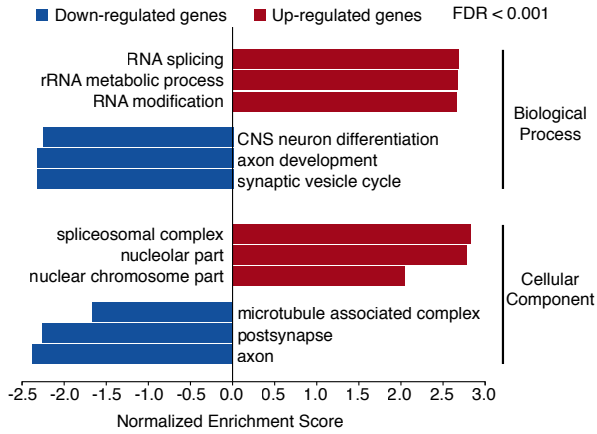 Down-regulated genes Up-regulated genes FDR < 0.001
RNA splicing
rRNA metabolic process
RNA modification
CNS neuron differentiation
axon development
synaptic vesicle cycle
Biological
Process
spliceosomal complex
nucleolar part
nuclear chromosome part
microtubule associated complex
postsynapse
axon
Cellular
Component
-2.5 -2.0 -1.5 -1.0 -0.5 0.0 0.5 1.0 1.5 2.0 2.5 3.0
Normalized Enrichment Score